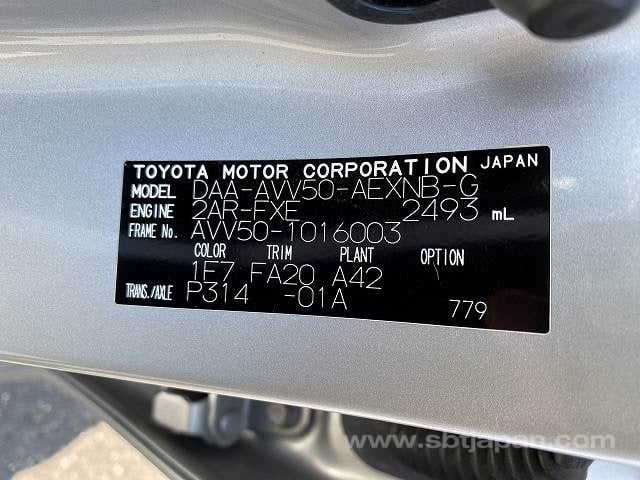 TOYOTA MOTOR CORPORATION JAPAN
MODEL DAA-AVV50-AEXNB-G
ENGINE 2AR-FXE 2493 mL
FRAME No. AVV50-1016003
COLOR TRIM PLANT OPTION
1F7 FA20 A42
TRANS./AXLE P314 -01A
779
www.sbtjapan.com